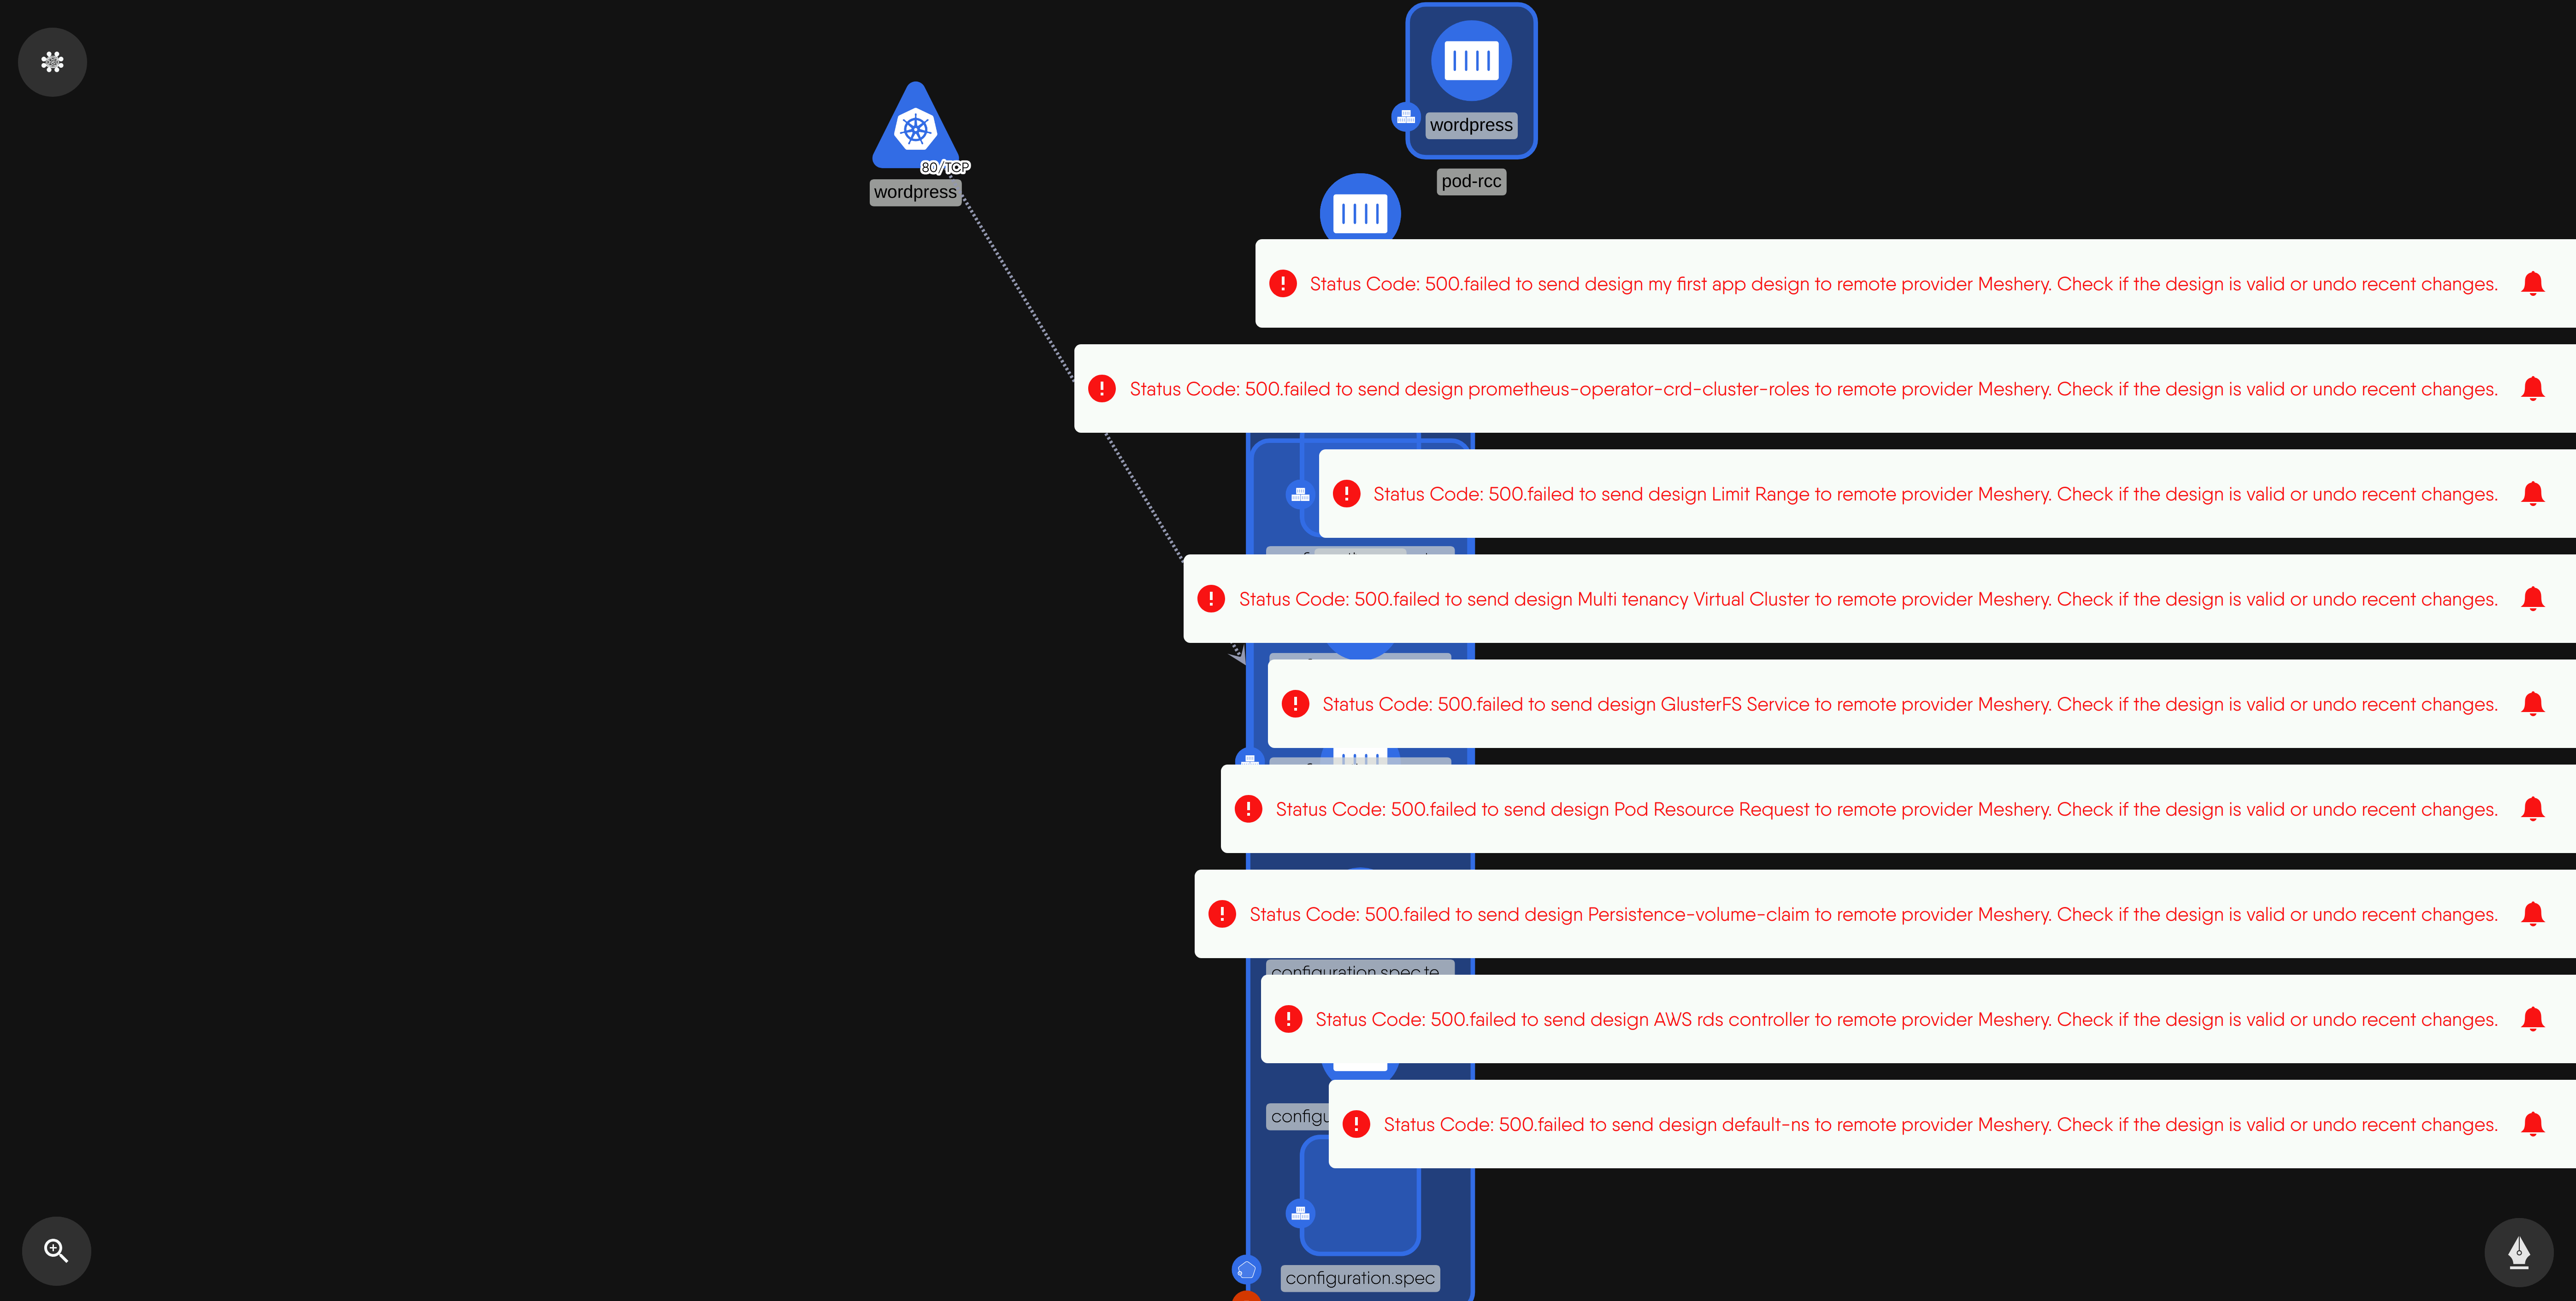 wordpress
pod-rcc
80/TCP
wordpress
Status Code: 500.failed to send design my first app design to remote provider Meshery. Check if the design is valid or undo recent changes.
Status Code: 500.failed to send design prometheus-operator-crd-cluster-roles to remote provider Meshery. Check if the design is valid or undo recent changes.
Status Code: 500.failed to send design Limit Range to remote provider Meshery. Check if the design is valid or undo recent changes.
Status Code: 500.failed to send design Multi tenancy Virtual Cluster to remote provider Meshery. Check if the design is valid or undo recent changes.
Status Code: 500.failed to send design GlusterFS Service to remote provider Meshery. Check if the design is valid or undo recent changes.
Status Code: 500.failed to send design Pod Resource Request to remote provider Meshery. Check if the design is valid or undo recent changes.
Status Code: 500.failed to send design Persistence-volume-claim to remote provider Meshery. Check if the design is valid or undo recent changes.
configuration.spec.te
Status Code: 500.failed to send design AWS rds controller to remote provider Meshery. Check if the design is valid or undo recent changes.
configu
Status Code: 500.failed to send design default-ns to remote provider Meshery. Check if the design is valid or undo recent changes.
configuration.spec